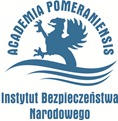 ACADEMIA POMERANIENSIS
Instytut Bezpieczeństwa
Narodowego